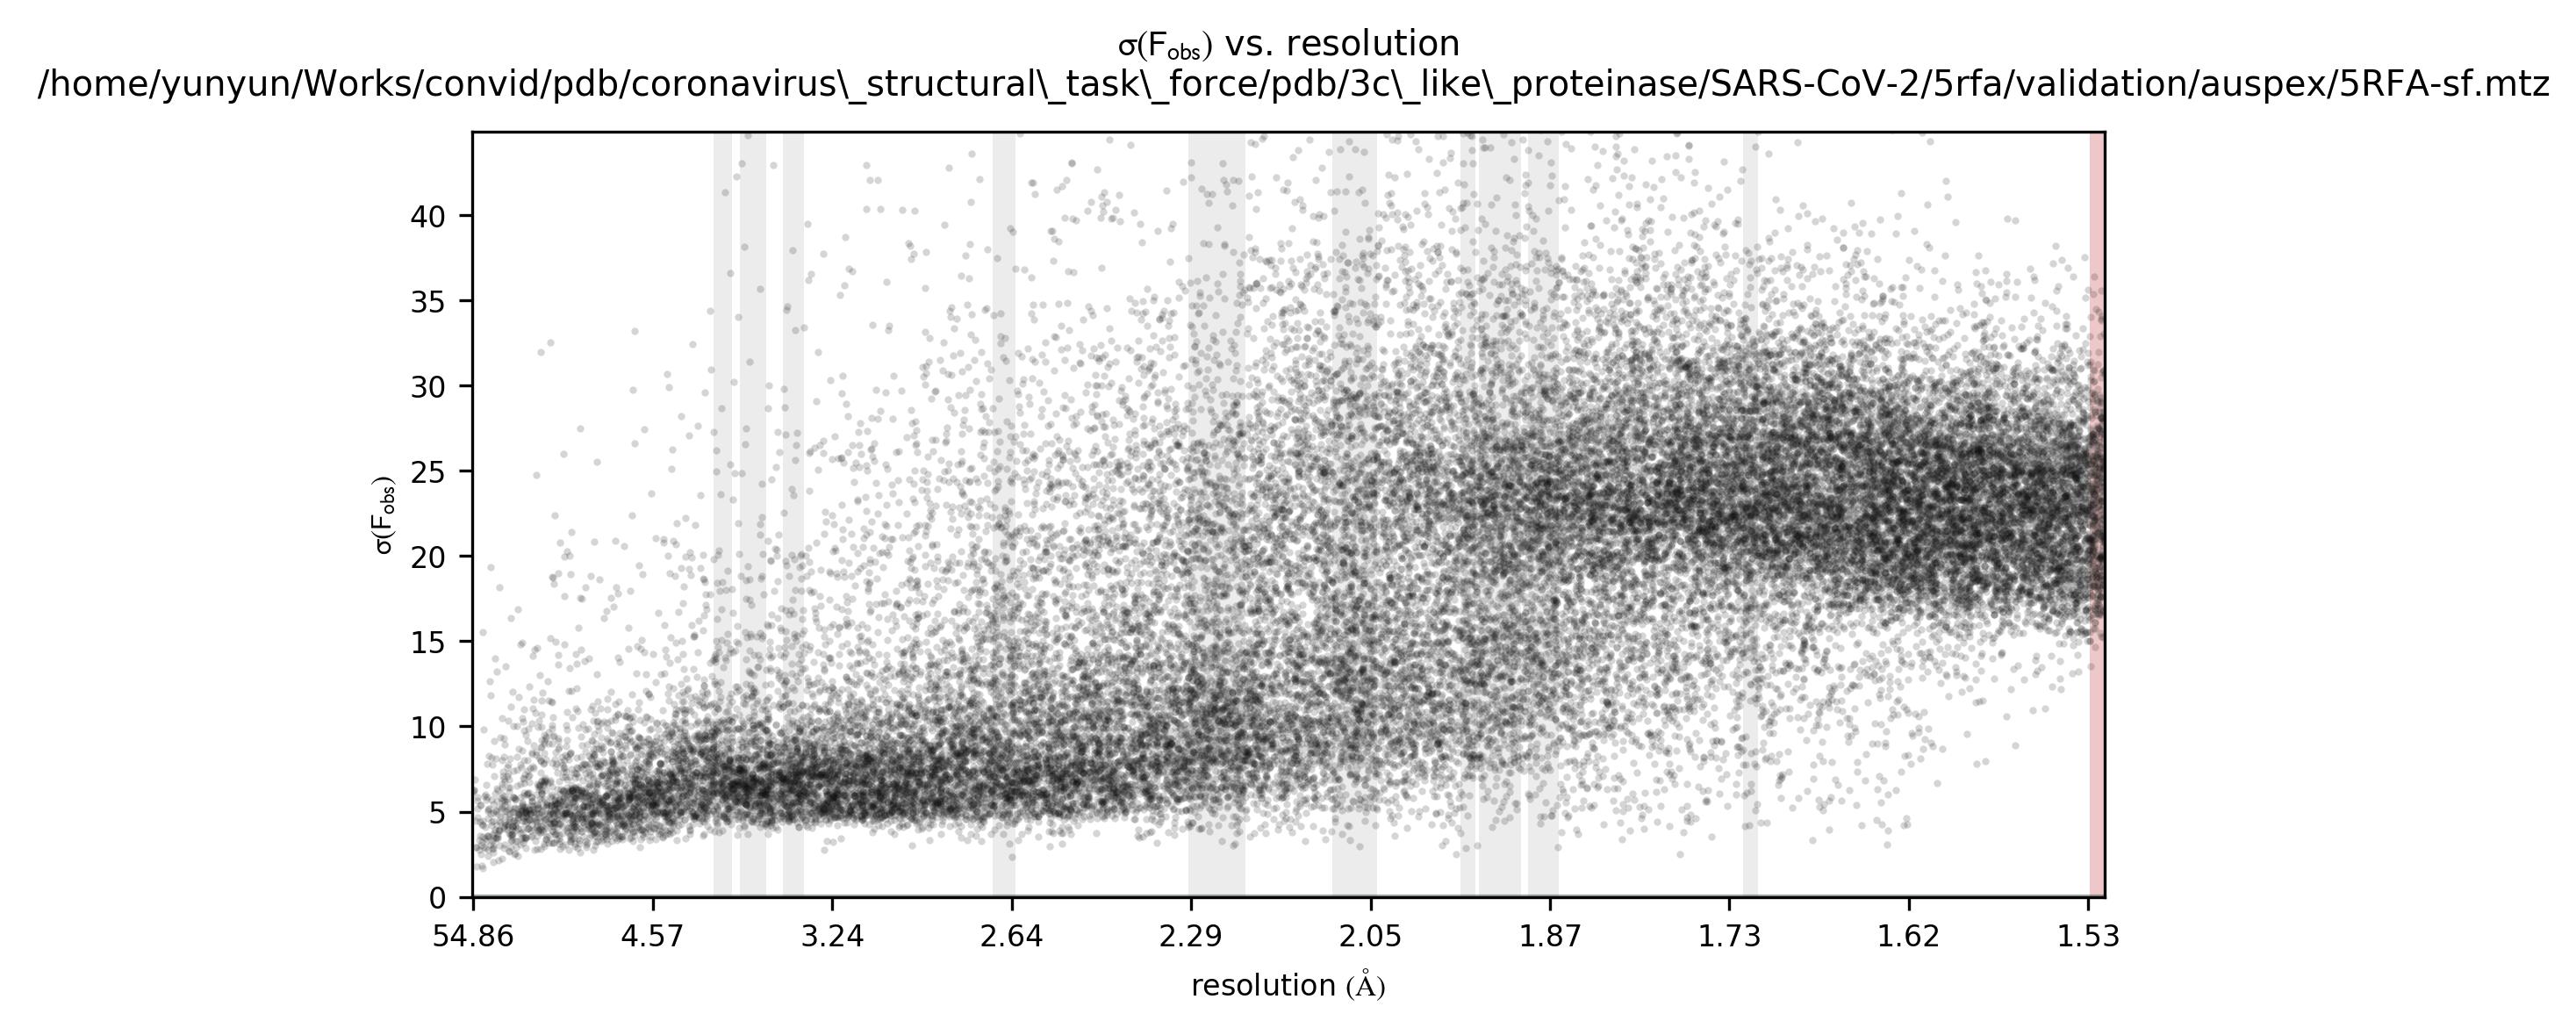 σ(Fobs) vs. resolution
/home/yunyun/Works/convid/pdb/coronavirus\_structural\_task\_force/pdb/3c\_like\_proteinase/SARS-CoV-2/5rfa/validation/auspex/5RFA-sf.mtz
40
35
30
25
20
15
10
5
0
σ(Fobs)
54.86 4.57 3.24 2.64 2.29 2.05 1.87 1.73 1.62 1.53
resolution (Å)